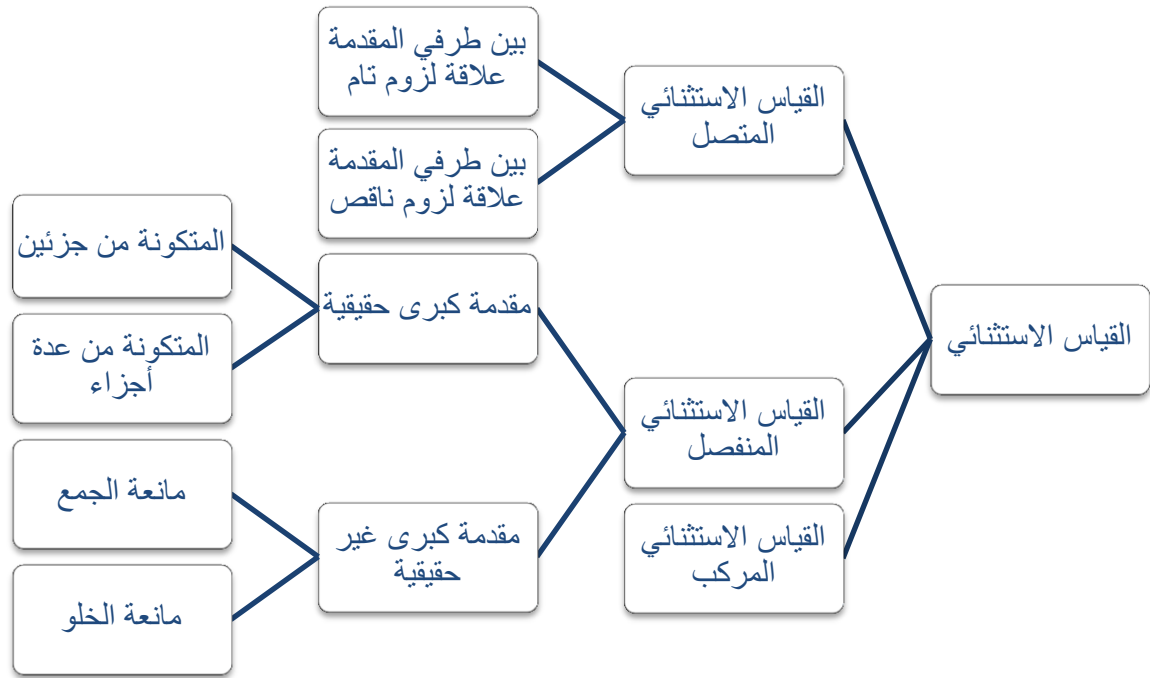 القياس الاستثنائي
القياس الاستثنائي
المتصل
بين طرفي المقدمة
علاقة لزوم تام
بين طرفي المقدمة
علاقة لزوم ناقص
القياس الاستثنائي
المنفصل
مقدمة كبرى حقيقية
المتكونة من جزئين
المتكونة من عدة
أجزاء
مقدمة كبرى غير
حقيقية
مانعة الجمع
مانعة الخلو
القياس الاستثنائي
المركب